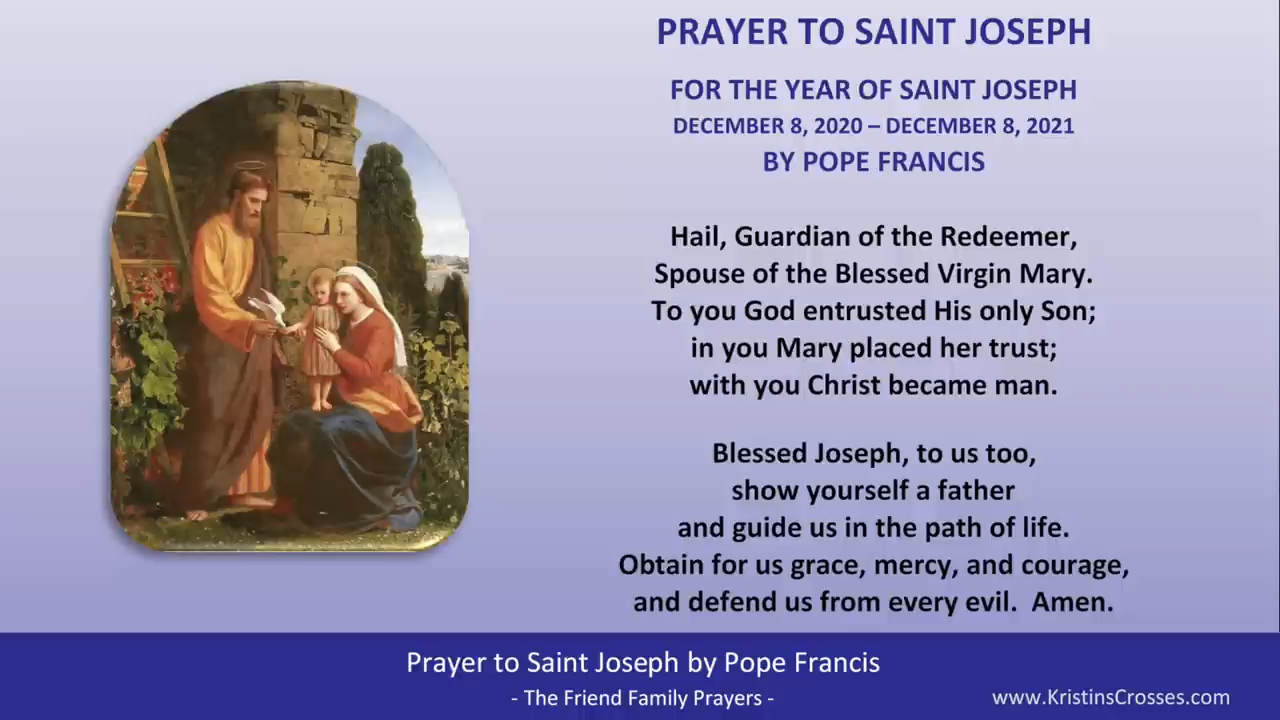 PRAYER TO SAINT JOSEPH
FOR THE YEAR OF SAINT JOSEPH
DECEMBER 8, 2020 – DECEMBER 8, 2021
BY POPE FRANCIS
Hail, Guardian of the Redeemer,
Spouse of the Blessed Virgin Mary.
To you God entrusted His only Son;
in you Mary placed her trust;
with you Christ became man.
Blessed Joseph, to us too,
show yourself a father
and guide us in the path of life.
Obtain for us grace, mercy, and courage,
and defend us from every evil.  Amen.
Prayer to Saint Joseph by Pope Francis
- The Friend Family Prayers -
www.KristinsCrosses.com